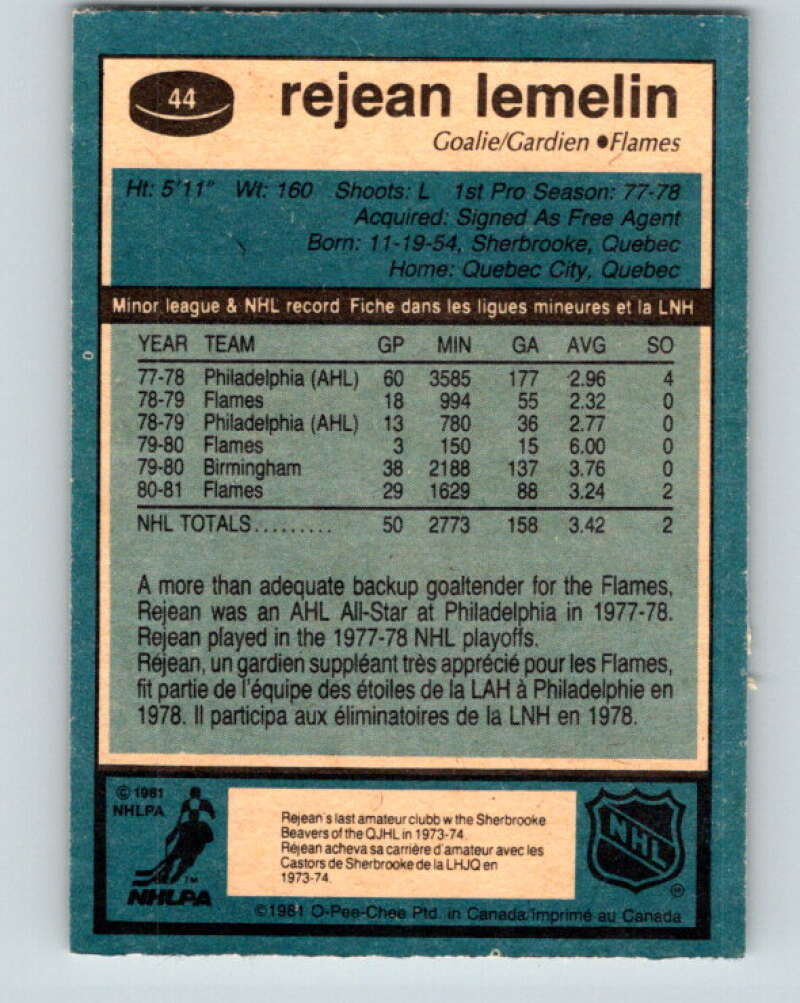 44
rejean lemelin
Goalie/Gardien ●Flames
Ht: 5'11" Wt: 160 Shoots: L 1st Pro Season: 77-78
Acquired: Signed As Free Agent
Born: 11-19-54, Sherbrooke, Quebec
Home: Quebec City, Quebec
Minor league & NHL record Fiche dans les ligues mineures et la LNH
YEAR TEAM GP MIN GA AVG SO
77-78 Philadelphia (AHL) 60 3585 177 2.96 4
78-79 Flames 18 994 55 2.32 0
78-79 Philadelphia (AHL) 13 780 36 2.77 0
79-80 Flames 3 150 15 6.00 0
79-80 Birmingham 38 2188 137 3.76 0
80-81 Flames 29 1629 88 3.24 2
NHL TOTALS......... 50 2773 158 3.42 2
A more than adequate backup goaltender for the Flames,
Rejean was an AHL All-Star at Philadelphia in 1977-78.
Rejean played in the 1977-78 NHL playoffs.
Réjean, un gardien suppléant très apprécié pour les Flames,
fit partie de l'équipe des étoiles de la LAH à Philadelphie en
1978. Il participa aux éliminatoires de la LNH en 1978.
© 1981
NHLPA
TM
NHLPA
Rejean's last amateur clubb w the Sherbrooke
Beavers of the QJHL in 1973-74.
Réjean acheva sa carrière d'amateur avec les
Castors de Sherbrooke de la LHJQ en
1973-74.
NHL
©1981 O-Pee-Chee Ptd. in Canada/Imprimé au Canada